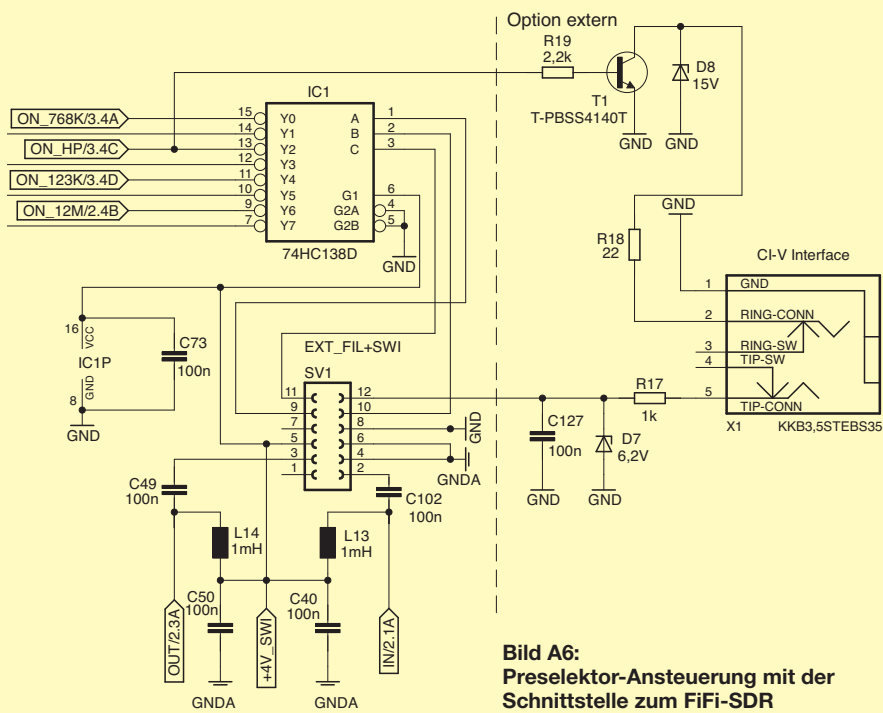 Option extern
R19
2,2k
D8
15V
T1
T-PBSS4140T
GND
GND
IC1
ON_768K/3.4A
ON_HP/3.4C
ON_123K/3.4D
ON_12M/2.4B
15
14
13
12
11
10
9
7
Y0
Y1
Y2
Y3
Y4
Y5
Y6
Y7
A
B
C
G1
G2A
G2B
1
2
3
6
4
5
74HC138D
GND
GND
R18
22
CI-V Interface
1
GND
2
RING-CONN
3
RING-SW
4
TIP-SW
5
TIP-CONN
X1
KKB3,5STEBS35
16
VCC
IC1P
GND
8
GND
C73
100n
EXT_FIL+SWI
SV1
11
9
7
5
3
1
12
10
8
6
4
2
GND
GNDA
R17
1k
C127
100n
D7
6,2V
GND
GND
C49
100n
C102
100n
L14
1mH
L13
1mH
C50
100n
C40
100n
OUT/2.3A
+4V_SWI
IN/2.1A
GNDA
GNDA
Bild A6:
Preselektor-Ansteuerung mit der
Schnittstelle zum FiFi-SDR